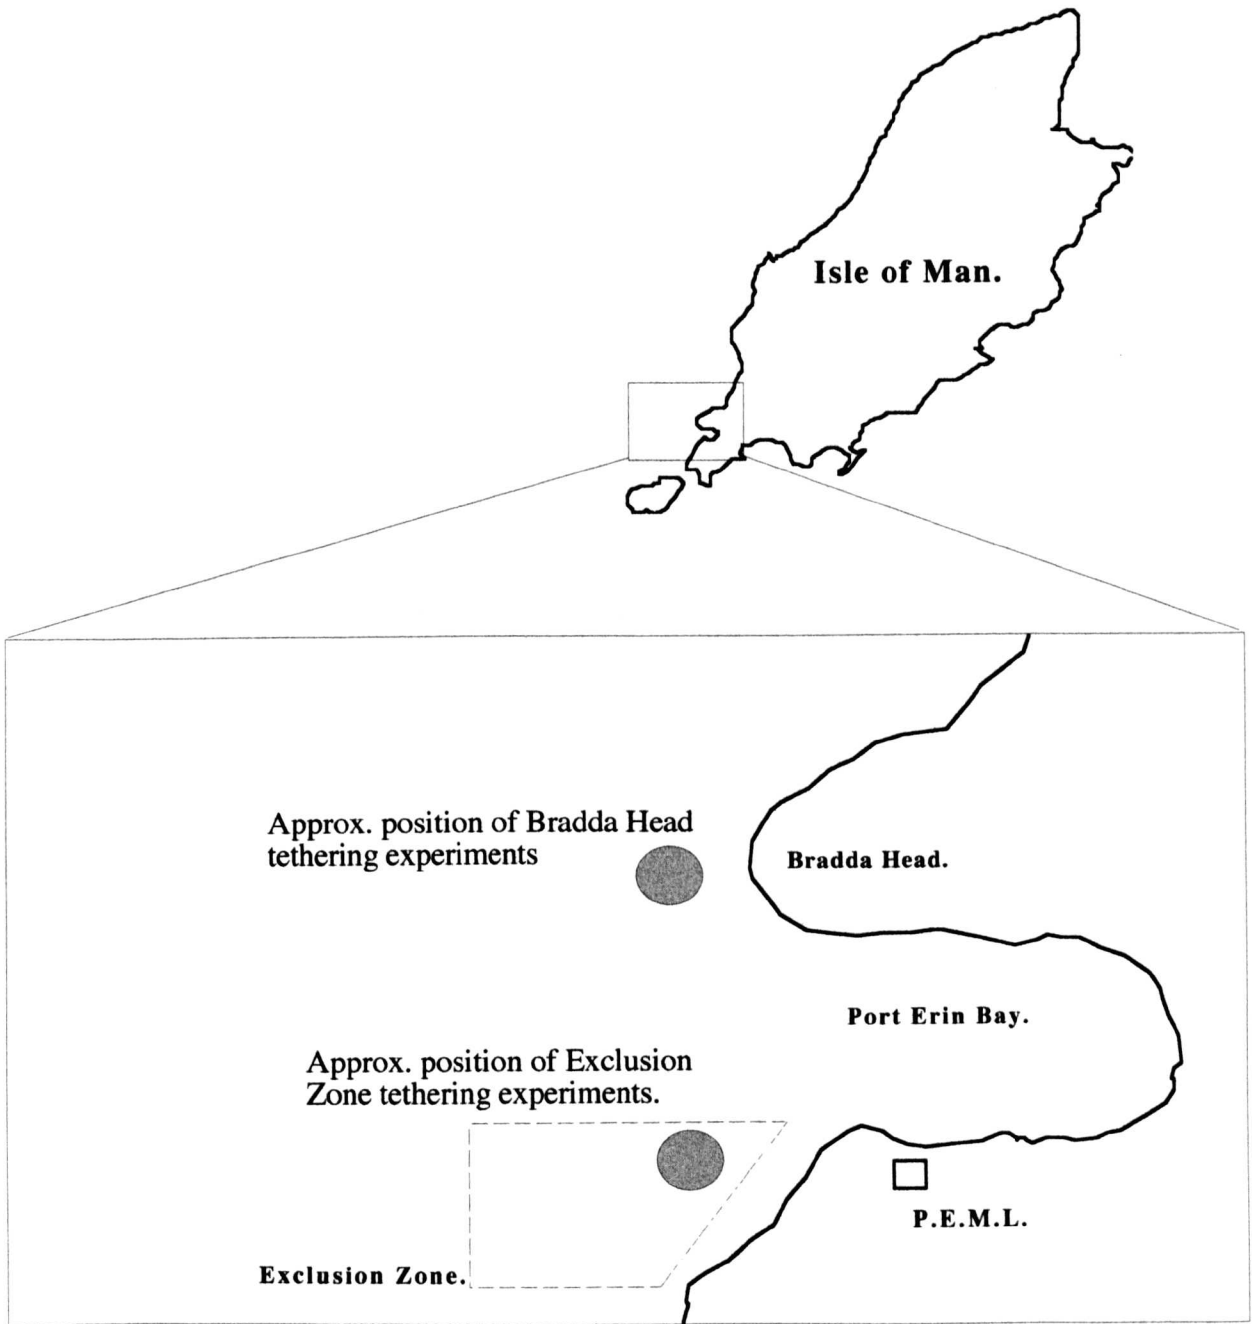 Isle of Man.
Approx. position of Bradda Head
tethering experiments
Bradda Head.
Port Erin Bay.
Approx. position of Exclusion
Zone tethering experiments.
P.E.M.L.
Exclusion Zone.